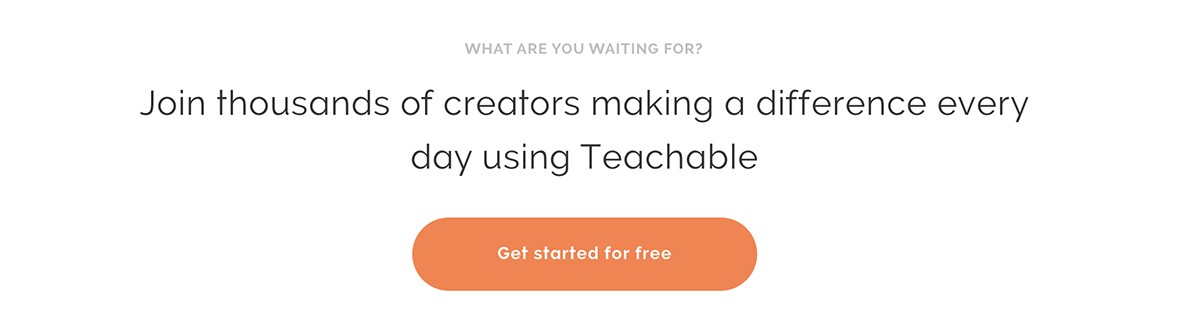 WHAT ARE YOU WAITING FOR?
Join thousands of creators making a difference every
day using Teachable
Get started for free